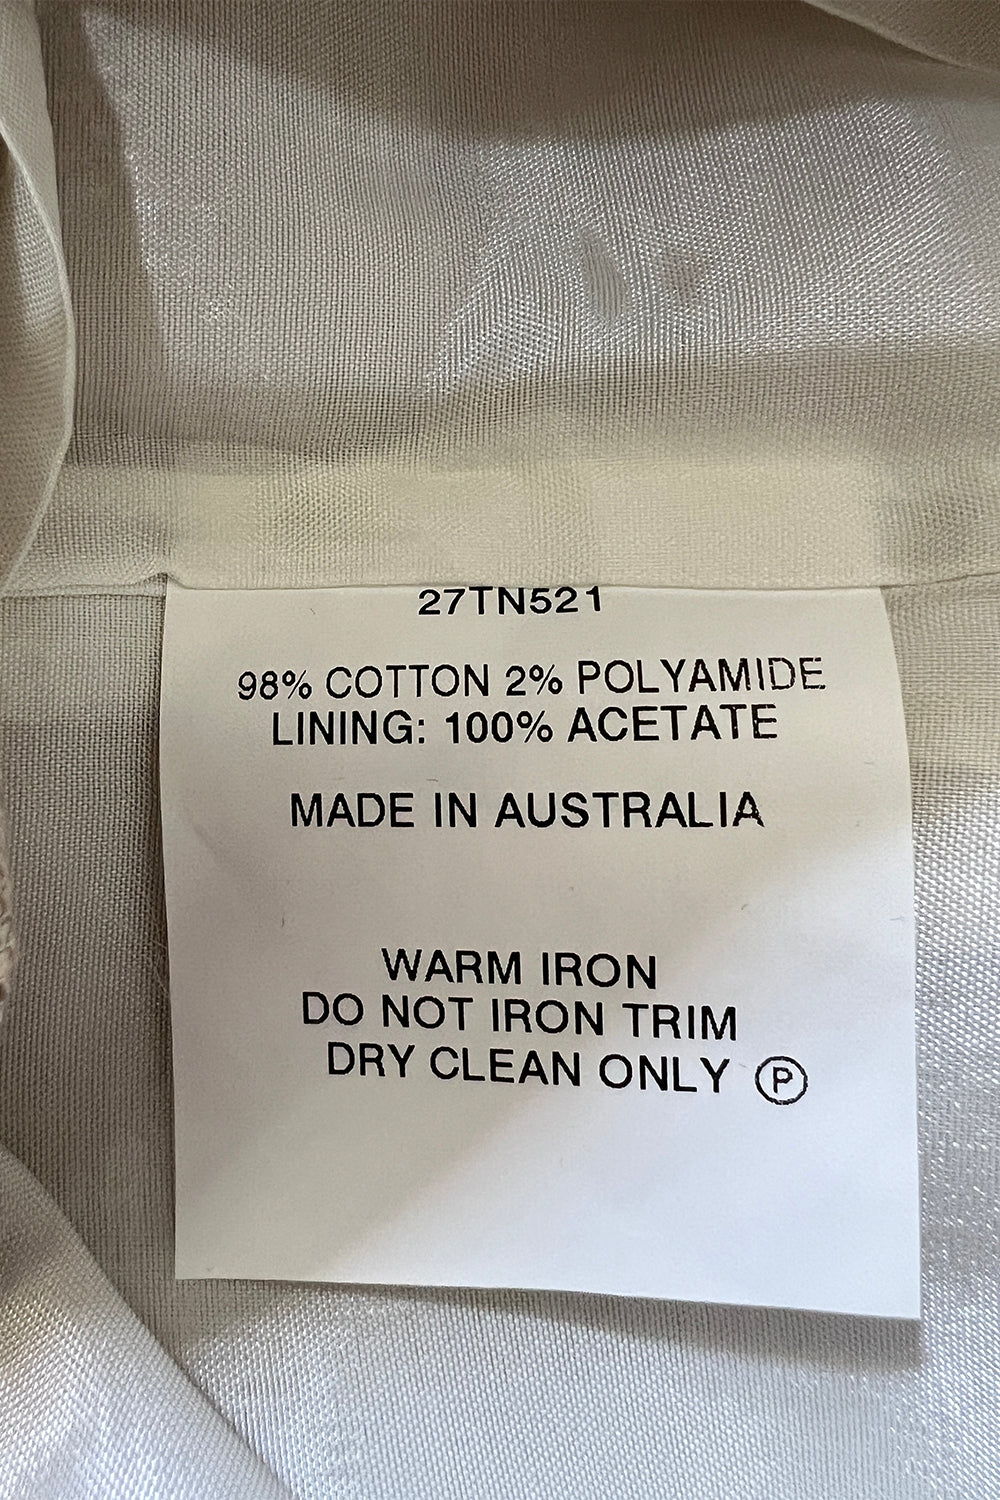 27TN521
98% COTTON 2% POLYAMIDE
LINING: 100% ACETATE
MADE IN AUSTRALIA
WARM IRON
DO NOT IRON TRIM
DRY CLEAN ONLY Ⓟ